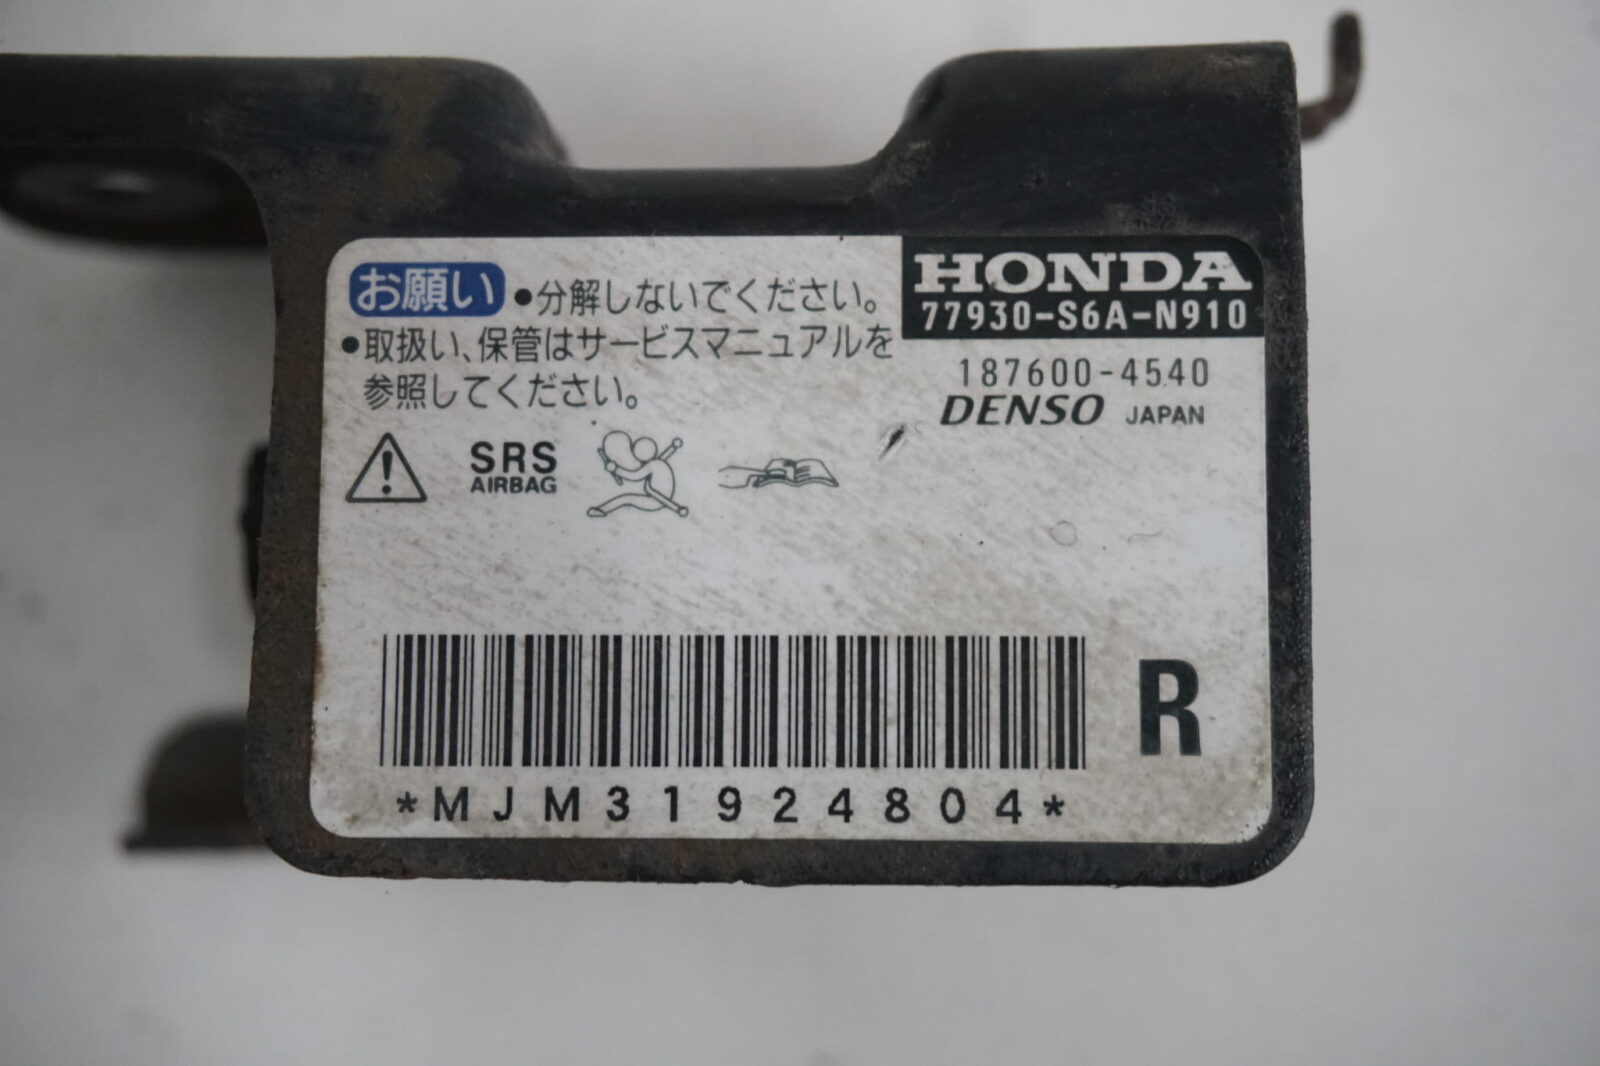 お願い ●分解しないでください。
●取扱い、保管はサービスマニュアルを
参照してください。
HONDA
77930-S6A-N910
187600-4540
DENSO JAPAN
SRS
AIRBAG
R
*MJM31924804*